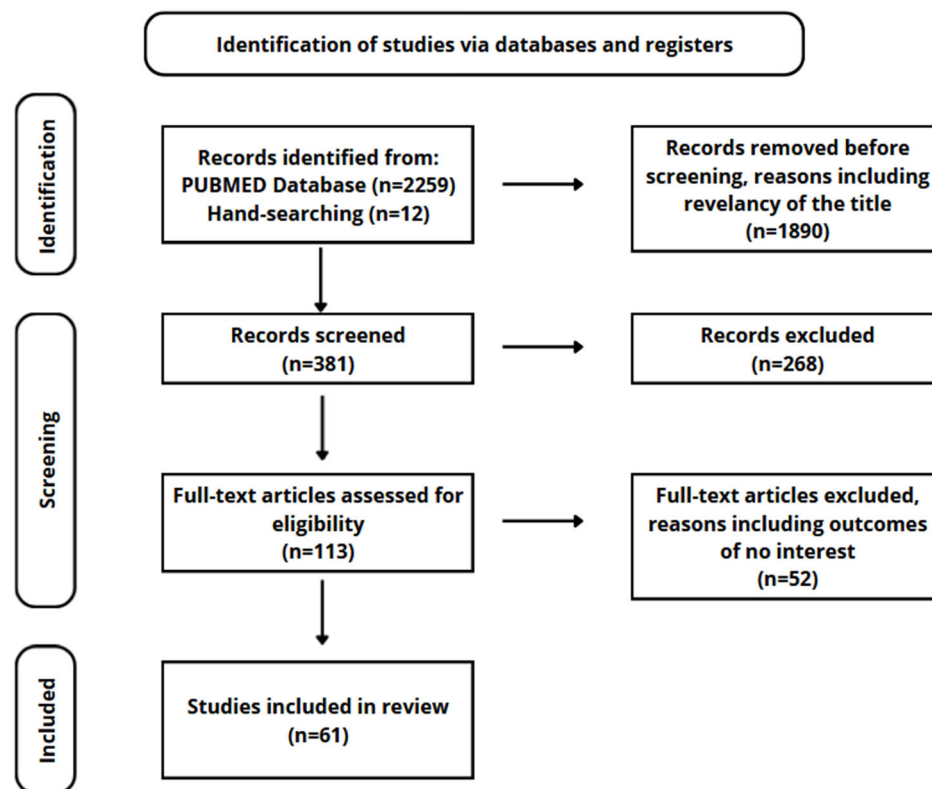 Identification of studies via databases and registers
Identification
Records identified from:
PUBMED Database (n=2259)
Hand-searching (n=12)
Records removed before
screening, reasons including
revelancy of the title
(n=1890)
Screening
Records screened
(n=381)
Records excluded
(n=268)
Full-text articles assessed for
eligibility
(n=113)
Full-text articles excluded,
reasons including outcomes
of no interest
(n=52)
Included
Studies included in review
(n=61)